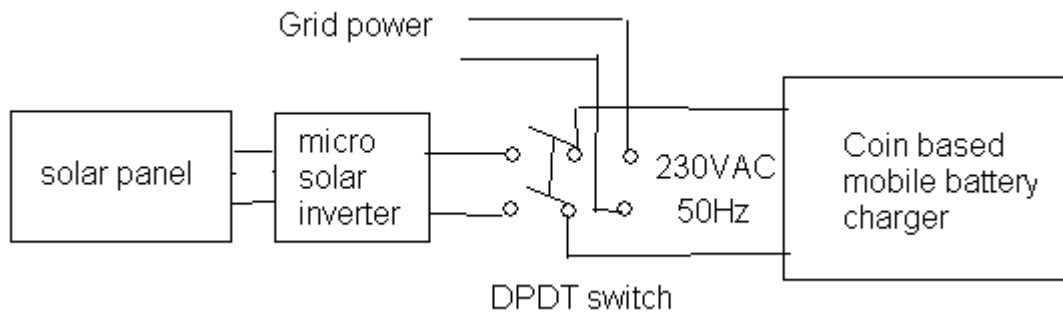 Grid power
solar panel
micro
solar
inverter
230VAC
50Hz
Coin based
mobile battery
charger
DPDT switch